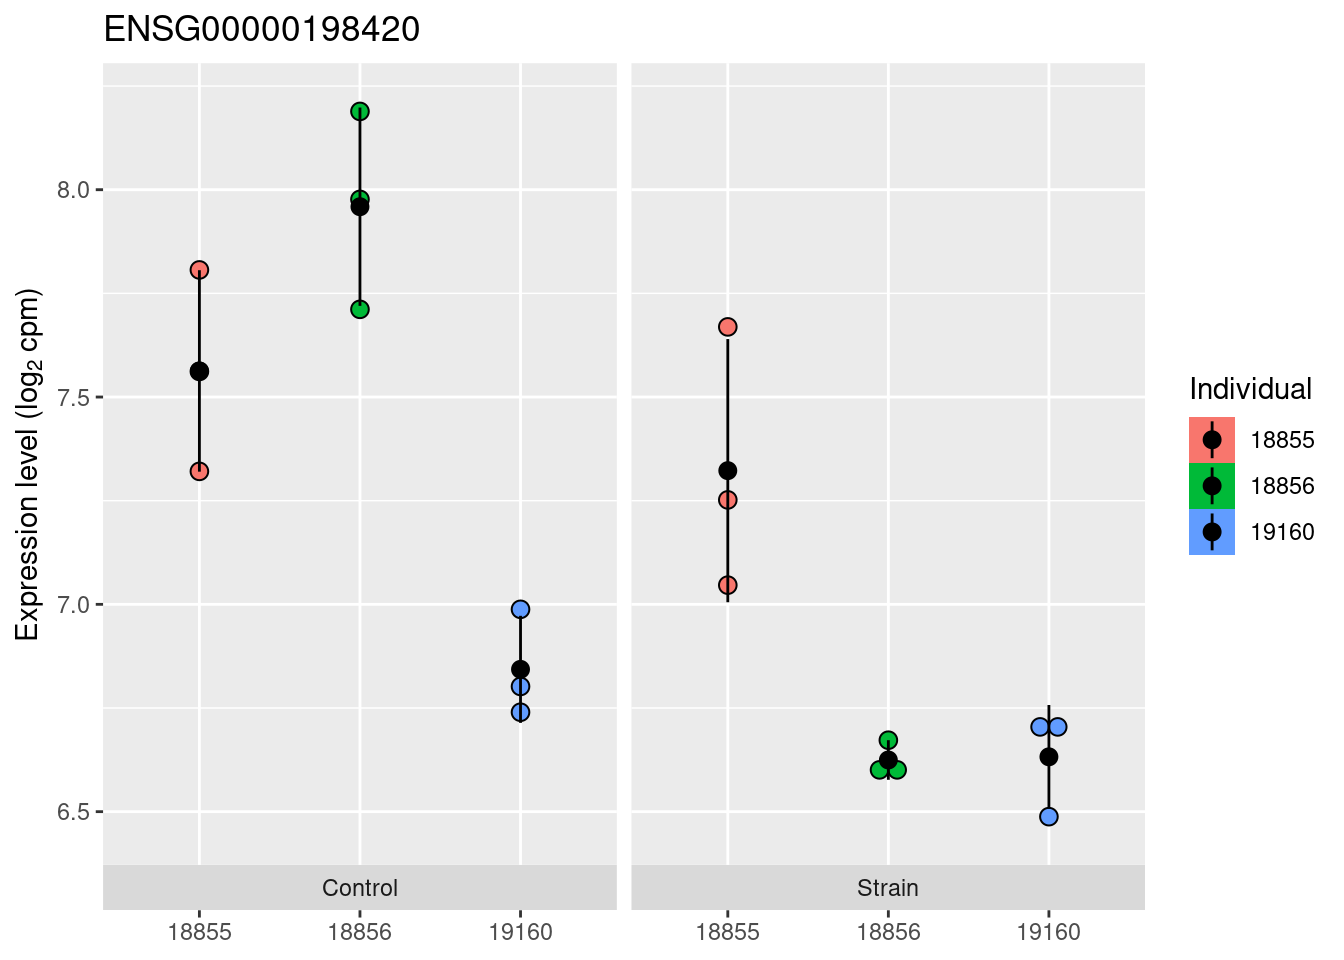 ENSG00000198420
Expression level (log₂ cpm)
8.0
7.5
7.0
6.5
Control
Strain
18855
18856
19160
18855
18856
19160
Individual
18855
18856
19160